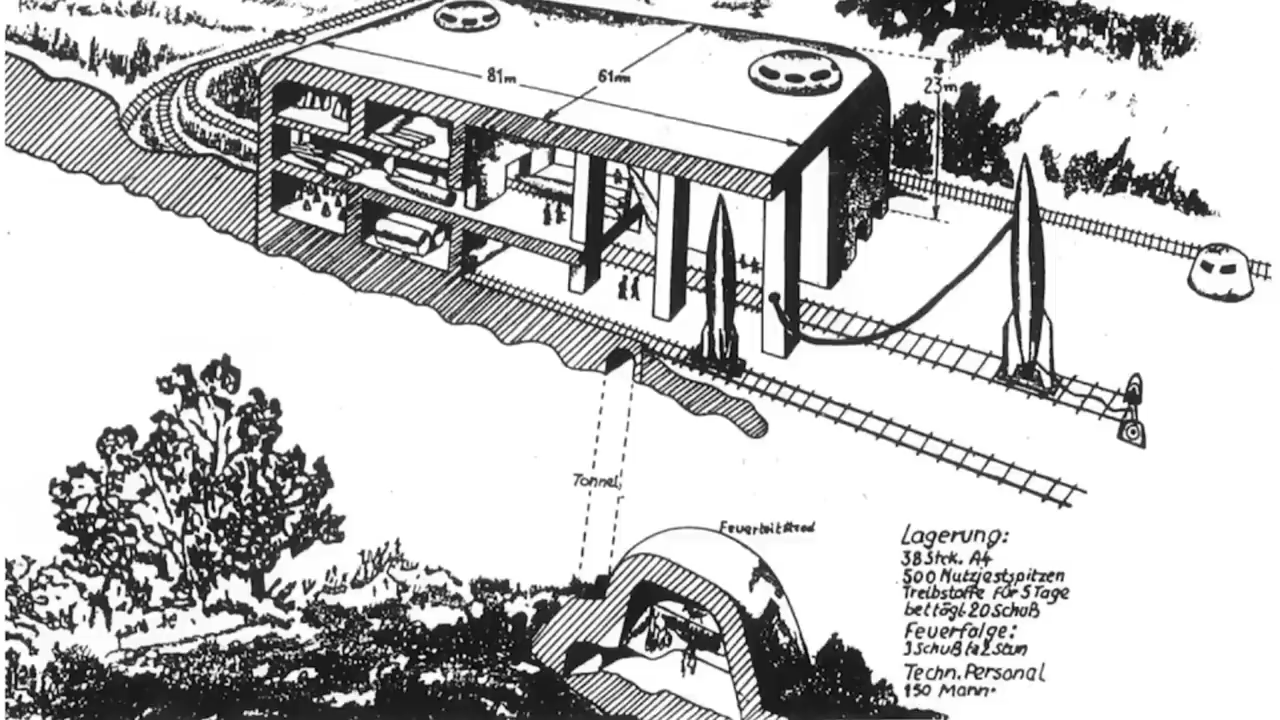 81m
61m
23m
Tonnel
Feuerleitstand
Lagerung:
38 Stck. A4
500 Nutzlastspitzen
Treibstoffe für 5 Tage
bei tägl. 20 Schuß
Feuerfolge:
Techn. Personal
150 Mann.